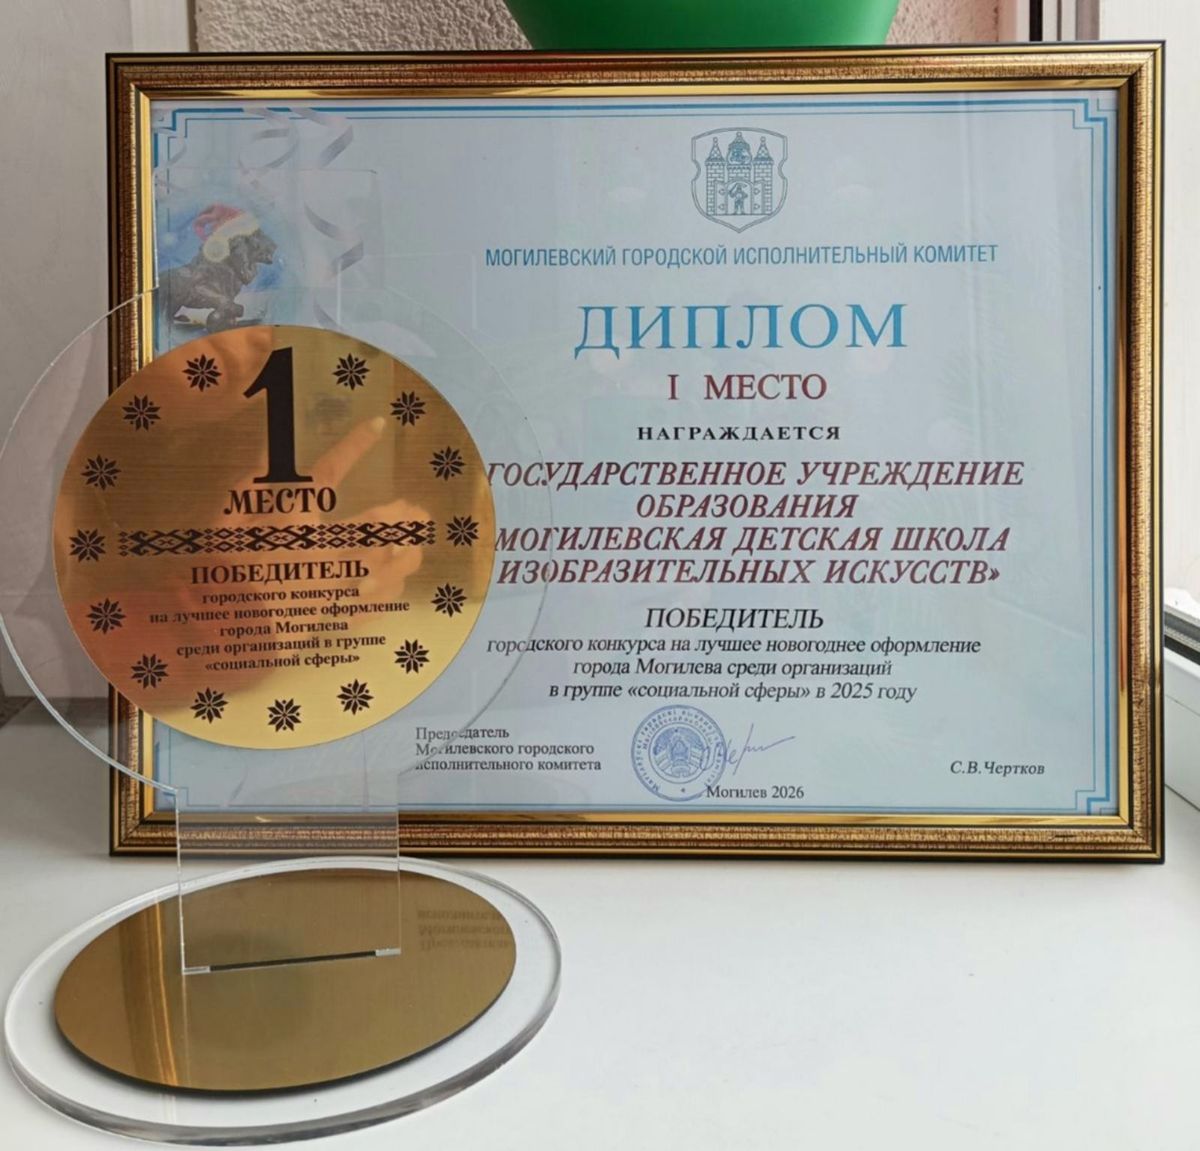 МОГИЛЕВСКИЙ ГОРОДСКОЙ ИСПОЛНИТЕЛЬНЫЙ КОМИТЕТ
ДИПЛОМ
I МЕСТО
НАГРАЖДАЕТСЯ
ГОСУДАРСТВЕННОЕ УЧРЕЖДЕНИЕ
ОБРАЗОВАНИЯ
МОГИЛЕВСКАЯ ДЕТСКАЯ ШКОЛА
ИЗОБРАЗИТЕЛЬНЫХ ИСКУССТВ»
ПОБЕДИТЕЛЬ
городского конкурса на лучшее новогоднее оформление
города Могилева среди организаций
в группе «социальной сферы» в 2025 году
Председатель
Могилевского городского
исполнительного комитета
С.В.Чертков
Могилев 2026
1
МЕСТО
ПОБЕДИТЕЛЬ
городского конкурса
на лучшее новогоднее оформление
города Могилева
среди организаций в группе
«социальной сферы»